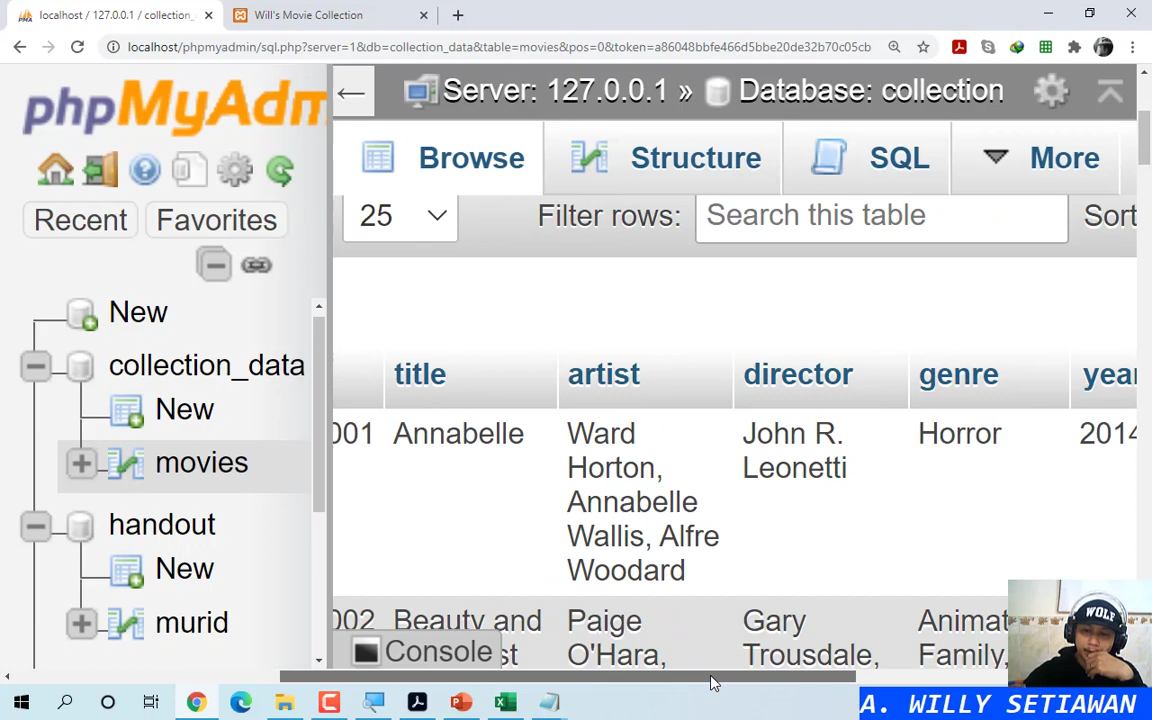 localhost / 127.0.0.1 / collection_
Will's Movie Collection
localhost/phpmyadmin/sql.php?server=1&db=collection_data&table=movies&pos=0&token=a86048bbfe466d5bbe20de32b70c05cb
phpMyAdm
Recent
Favorites
New
collection_data
New
movies
handout
New
murid
Server: 127.0.0.1 »
Database: collection
Browse
Structure
SQL
More
25
Filter rows:
Search this table
Sort
title
artist
director
genre
year
001
Annabelle
Ward
Horton,
Annabelle
Wallis, Alfre
Woodard
John R.
Leonetti
Horror
2014
002
Beauty and
st
Paige
O'Hara,
Gary
Trousdale,
Animat
Family,
Console
WOLF
A. WILLY SETIAWAN